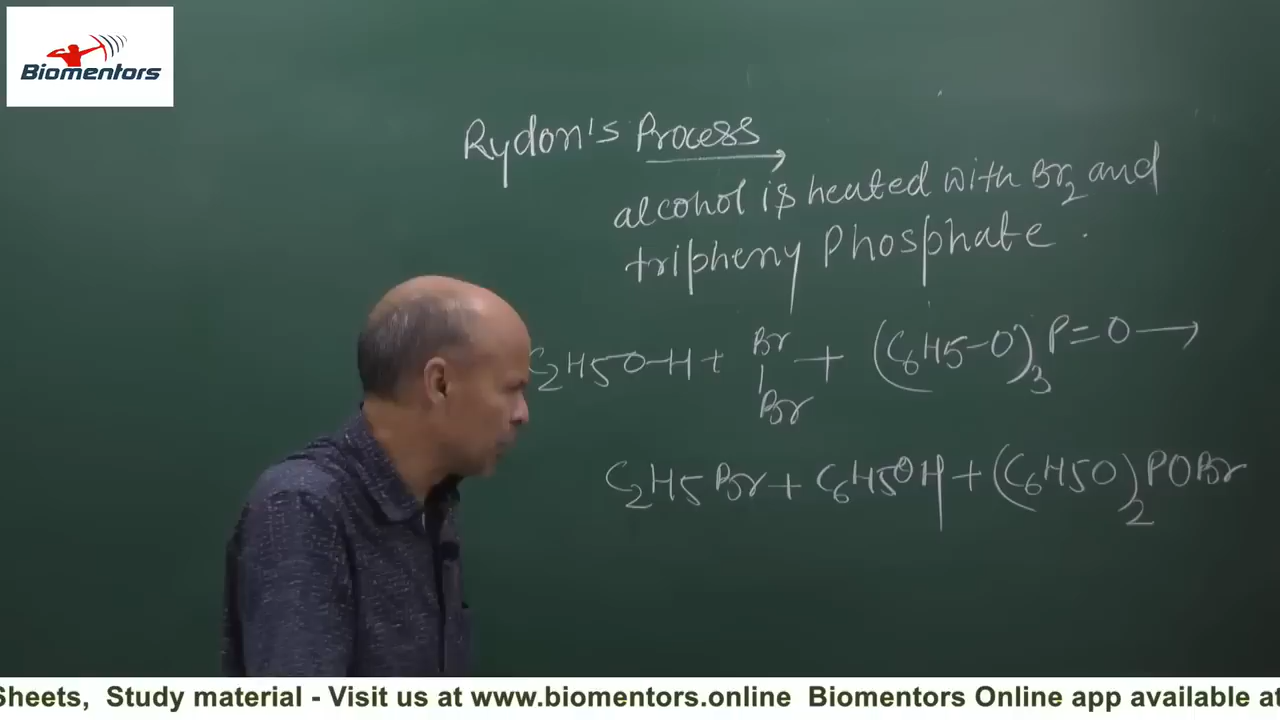 Biomentors
Rydon's Process
alcohol is heated with Br2 and
tripheny Phosphate.
C2H5O-H + Br-Br + (C6H5-O)3P=O →
C2H5Br + C6H5OH + (C6H5O)2POBr
Sheets, Study material - Visit us at www.biomentors.online Biomentors Online app available at